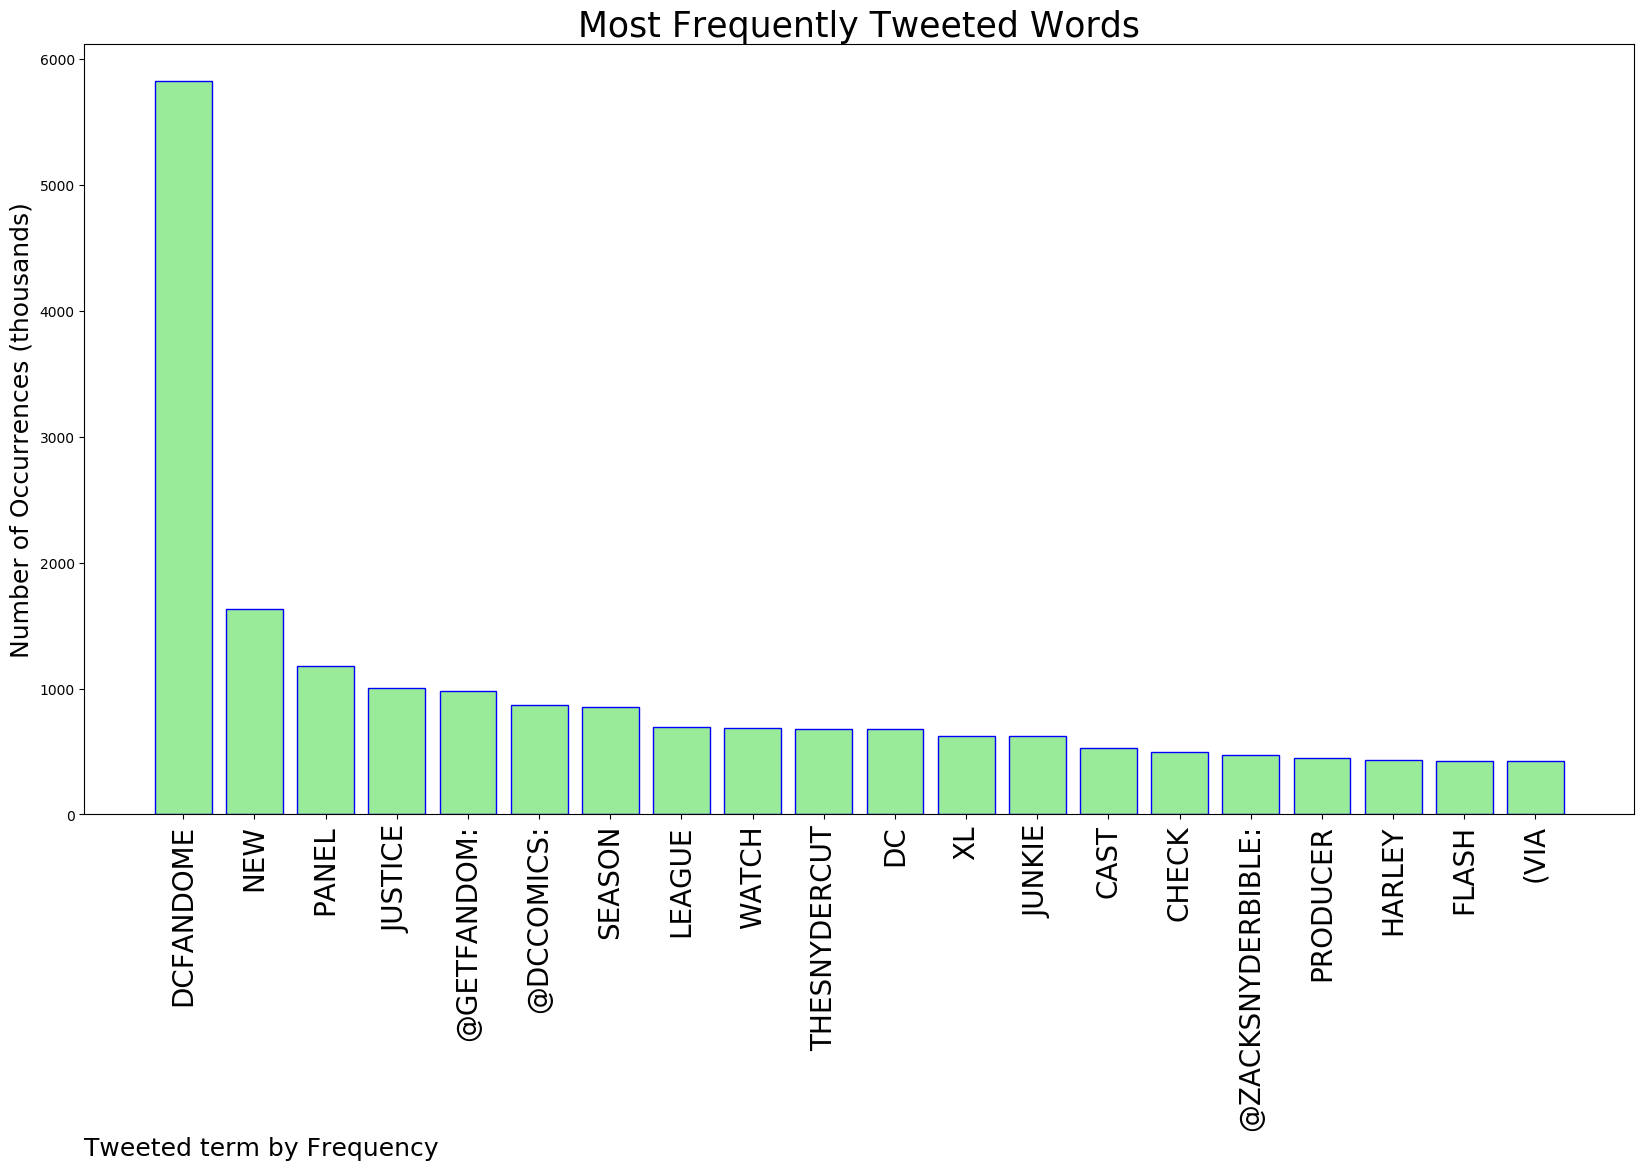 Most Frequently Tweeted Words
Number of Occurrences (thousands)
6000
5000
4000
3000
2000
1000
0
DCFANDOME
NEW
PANEL
JUSTICE
@GETFANDOM:
@DCCOMICS:
SEASON
LEAGUE
WATCH
THESNYDERCUT
DC
XL
JUNKIE
CAST
CHECK
@ZACKSNYDERBIBLE:
PRODUCER
HARLEY
FLASH
(VIA
Tweeted term by Frequency